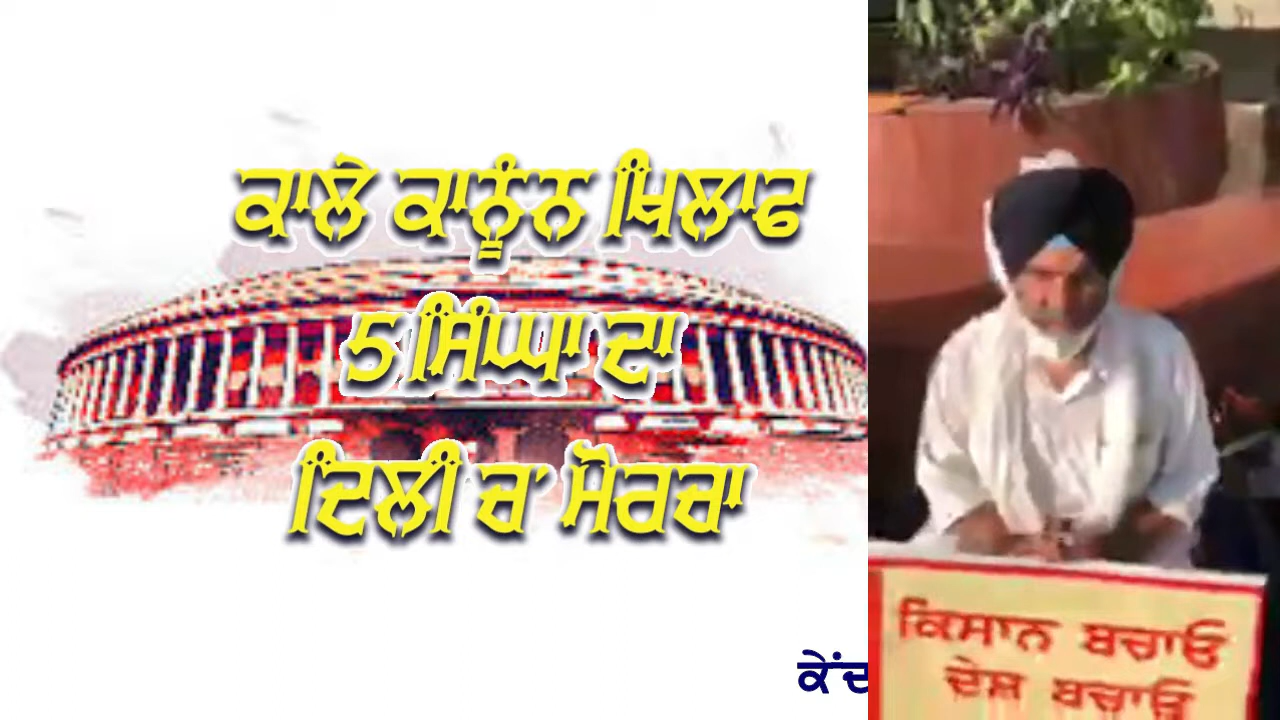 ਕਾਲੇ ਕਾਨੂੰਨ ਖਿਲਾਫ
5 ਸਿੰਘਾ ਦਾ
ਦਿਲੀ ਚ' ਮੋਰਚਾ
ਕਿਸਾਨ ਬਚਾਓ
ਦੇਸ਼ ਬਚਾਓ